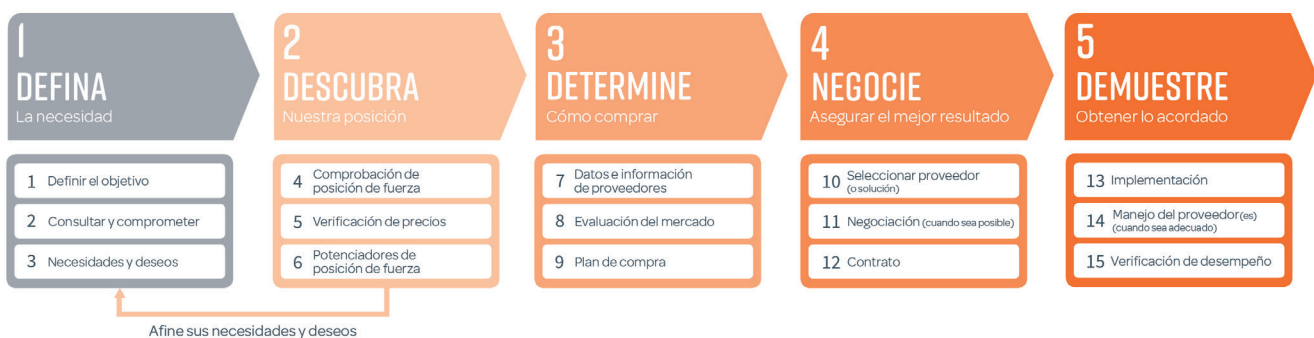 1
DEFINA
La necesidad
1 Definir el objetivo
2 Consultar y comprometer
3 Necesidades y deseos
2
DESCUBRA
Nuestra posición
4 Comprobación de
posición de fuerza
5 Verificación de precios
6 Potenciadores de
posición de fuerza
Afine sus necesidades y deseos
3
DETERMINE
Cómo comprar
7 Datos e información
de proveedores
8 Evaluación del mercado
9 Plan de compra
4
NEGOCIE
Asegurar el mejor resultado
10 Seleccionar proveedor
(o solución)
11 Negociación (cuando sea posible)
12 Contrato
5
DEMUESTRE
Obtener lo acordado
13 Implementación
14 Manejo del proveedor(es)
(cuando sea adecuado)
15 Verificación de desempeño